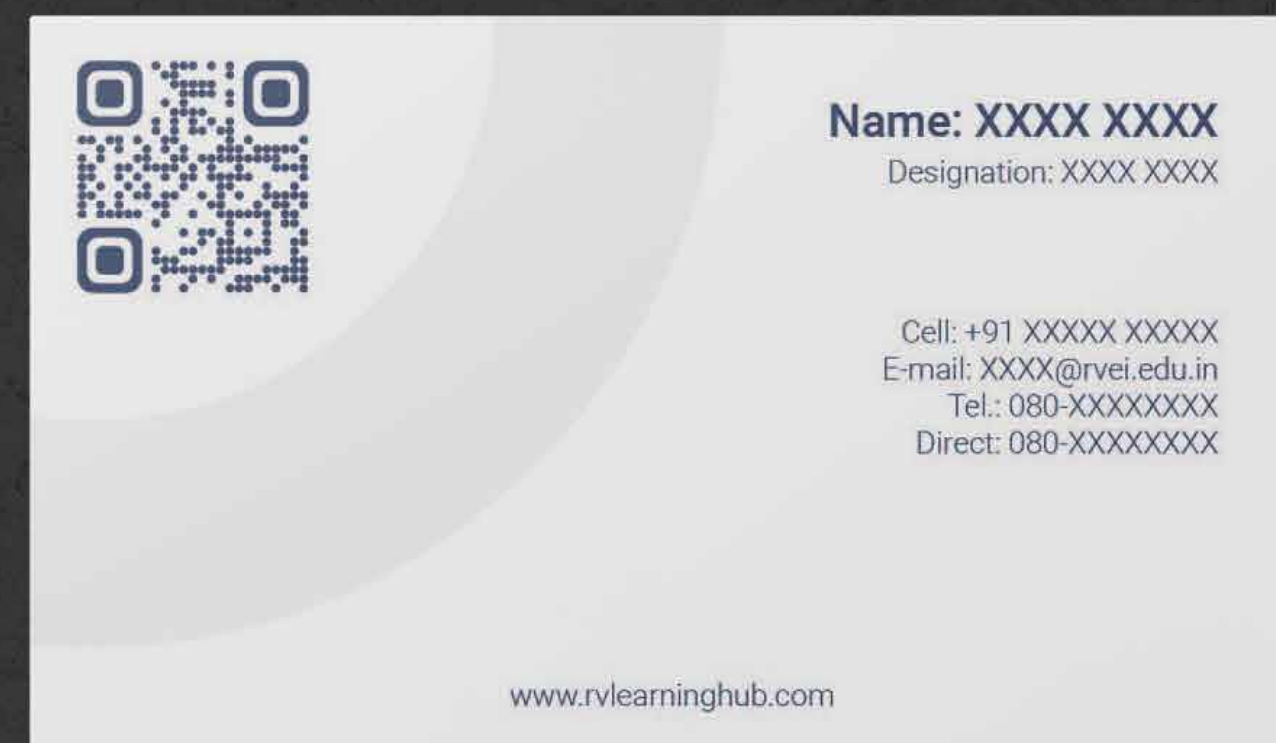 Name: XXXX XXXX
Designation: XXXX XXXX
Cell: +91 XXXXX XXXXX
E-mail: XXXX@rvei.edu.in
Tel.: 080-XXXXXXXX
Direct: 080-XXXXXXXX
www.rvlearninghub.com